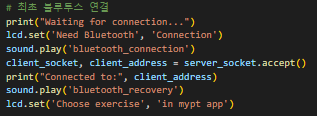 # 최초 블루투스 연결
print("Waiting for connection...")
lcd.set('Need Bluetooth', 'Connection')
sound.play('bluetooth_connection')
client_socket, client_address = server_socket.accept()
print("Connected to:", client_address)
sound.play('bluetooth_recovery')
lcd.set('Choose exercise', 'in mypt app')